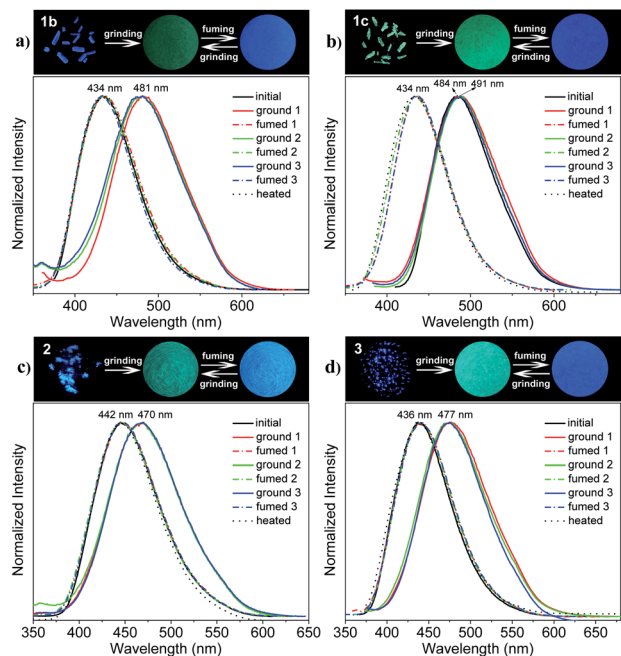 a)
1b
grinding
fuming
grinding
434 nm 481 nm
initial
ground 1
fumed 1
ground 2
fumed 2
ground 3
fumed 3
heated
Normalized Intensity
400 450 500 550 600
Wavelength (nm)
b)
1c
grinding
fuming
grinding
434 nm 484 nm 491 nm
initial
ground 1
fumed 1
ground 2
fumed 2
ground 3
fumed 3
heated
Normalized Intensity
400 450 500 550 600 650
Wavelength (nm)
c)
2
grinding
fuming
grinding
442 nm 470 nm
initial
ground 1
fumed 1
ground 2
fumed 2
ground 3
fumed 3
heated
Normalized Intensity
350 400 450 500 550 600 650
Wavelength (nm)
d)
3
grinding
fuming
grinding
436 nm 477 nm
initial
ground 1
fumed 1
ground 2
fumed 2
ground 3
fumed 3
heated
Normalized Intensity
350 400 450 500 550 600 650
Wavelength (nm)